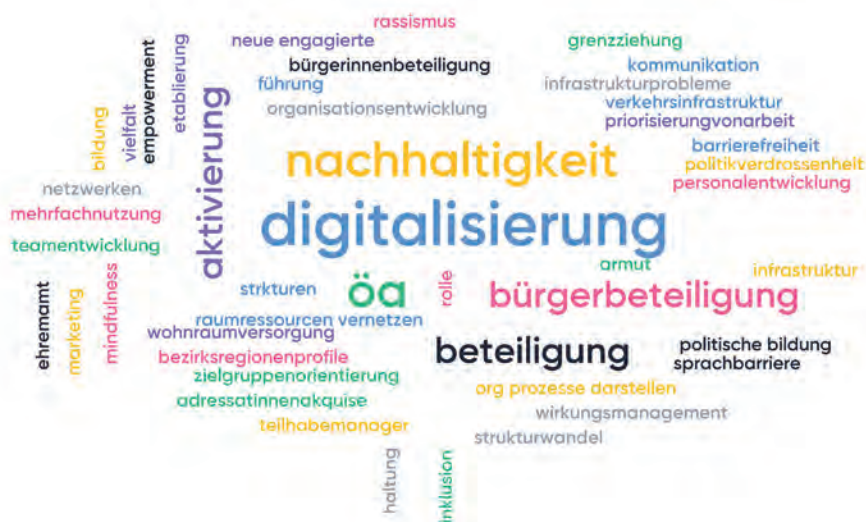 rassismus
neue engagierte
grenzziehung
bürgerinnenbeteiligung
kommunikation
führung
infrastrukturprobleme
organisationsentwicklung
verkehrsinfrastruktur
priorisierungvonarbeit
etablierung
empowerment
vielfalt
bildung
aktivierung
nachhaltigkeit
barrierefreiheit
politikverdrossenheit
personalentwicklung
netzwerken
mehrfachnutzung
teamentwicklung
digitalisierung
armut
infrastruktur
ehremamt
marketing
mindfulness
strkturen
öa
rolle
bürgerbeteiligung
raumressourcen vernetzen
wohnraumversorgung
beteiligung
politische bildung
sprachbarriere
bezirksregionenprofile
zielgruppenorientierung
org prozesse darstellen
adressatinnenakquise
wirkungsmanagement
teilhabemanager
strukturwandel
haltung
inklusion